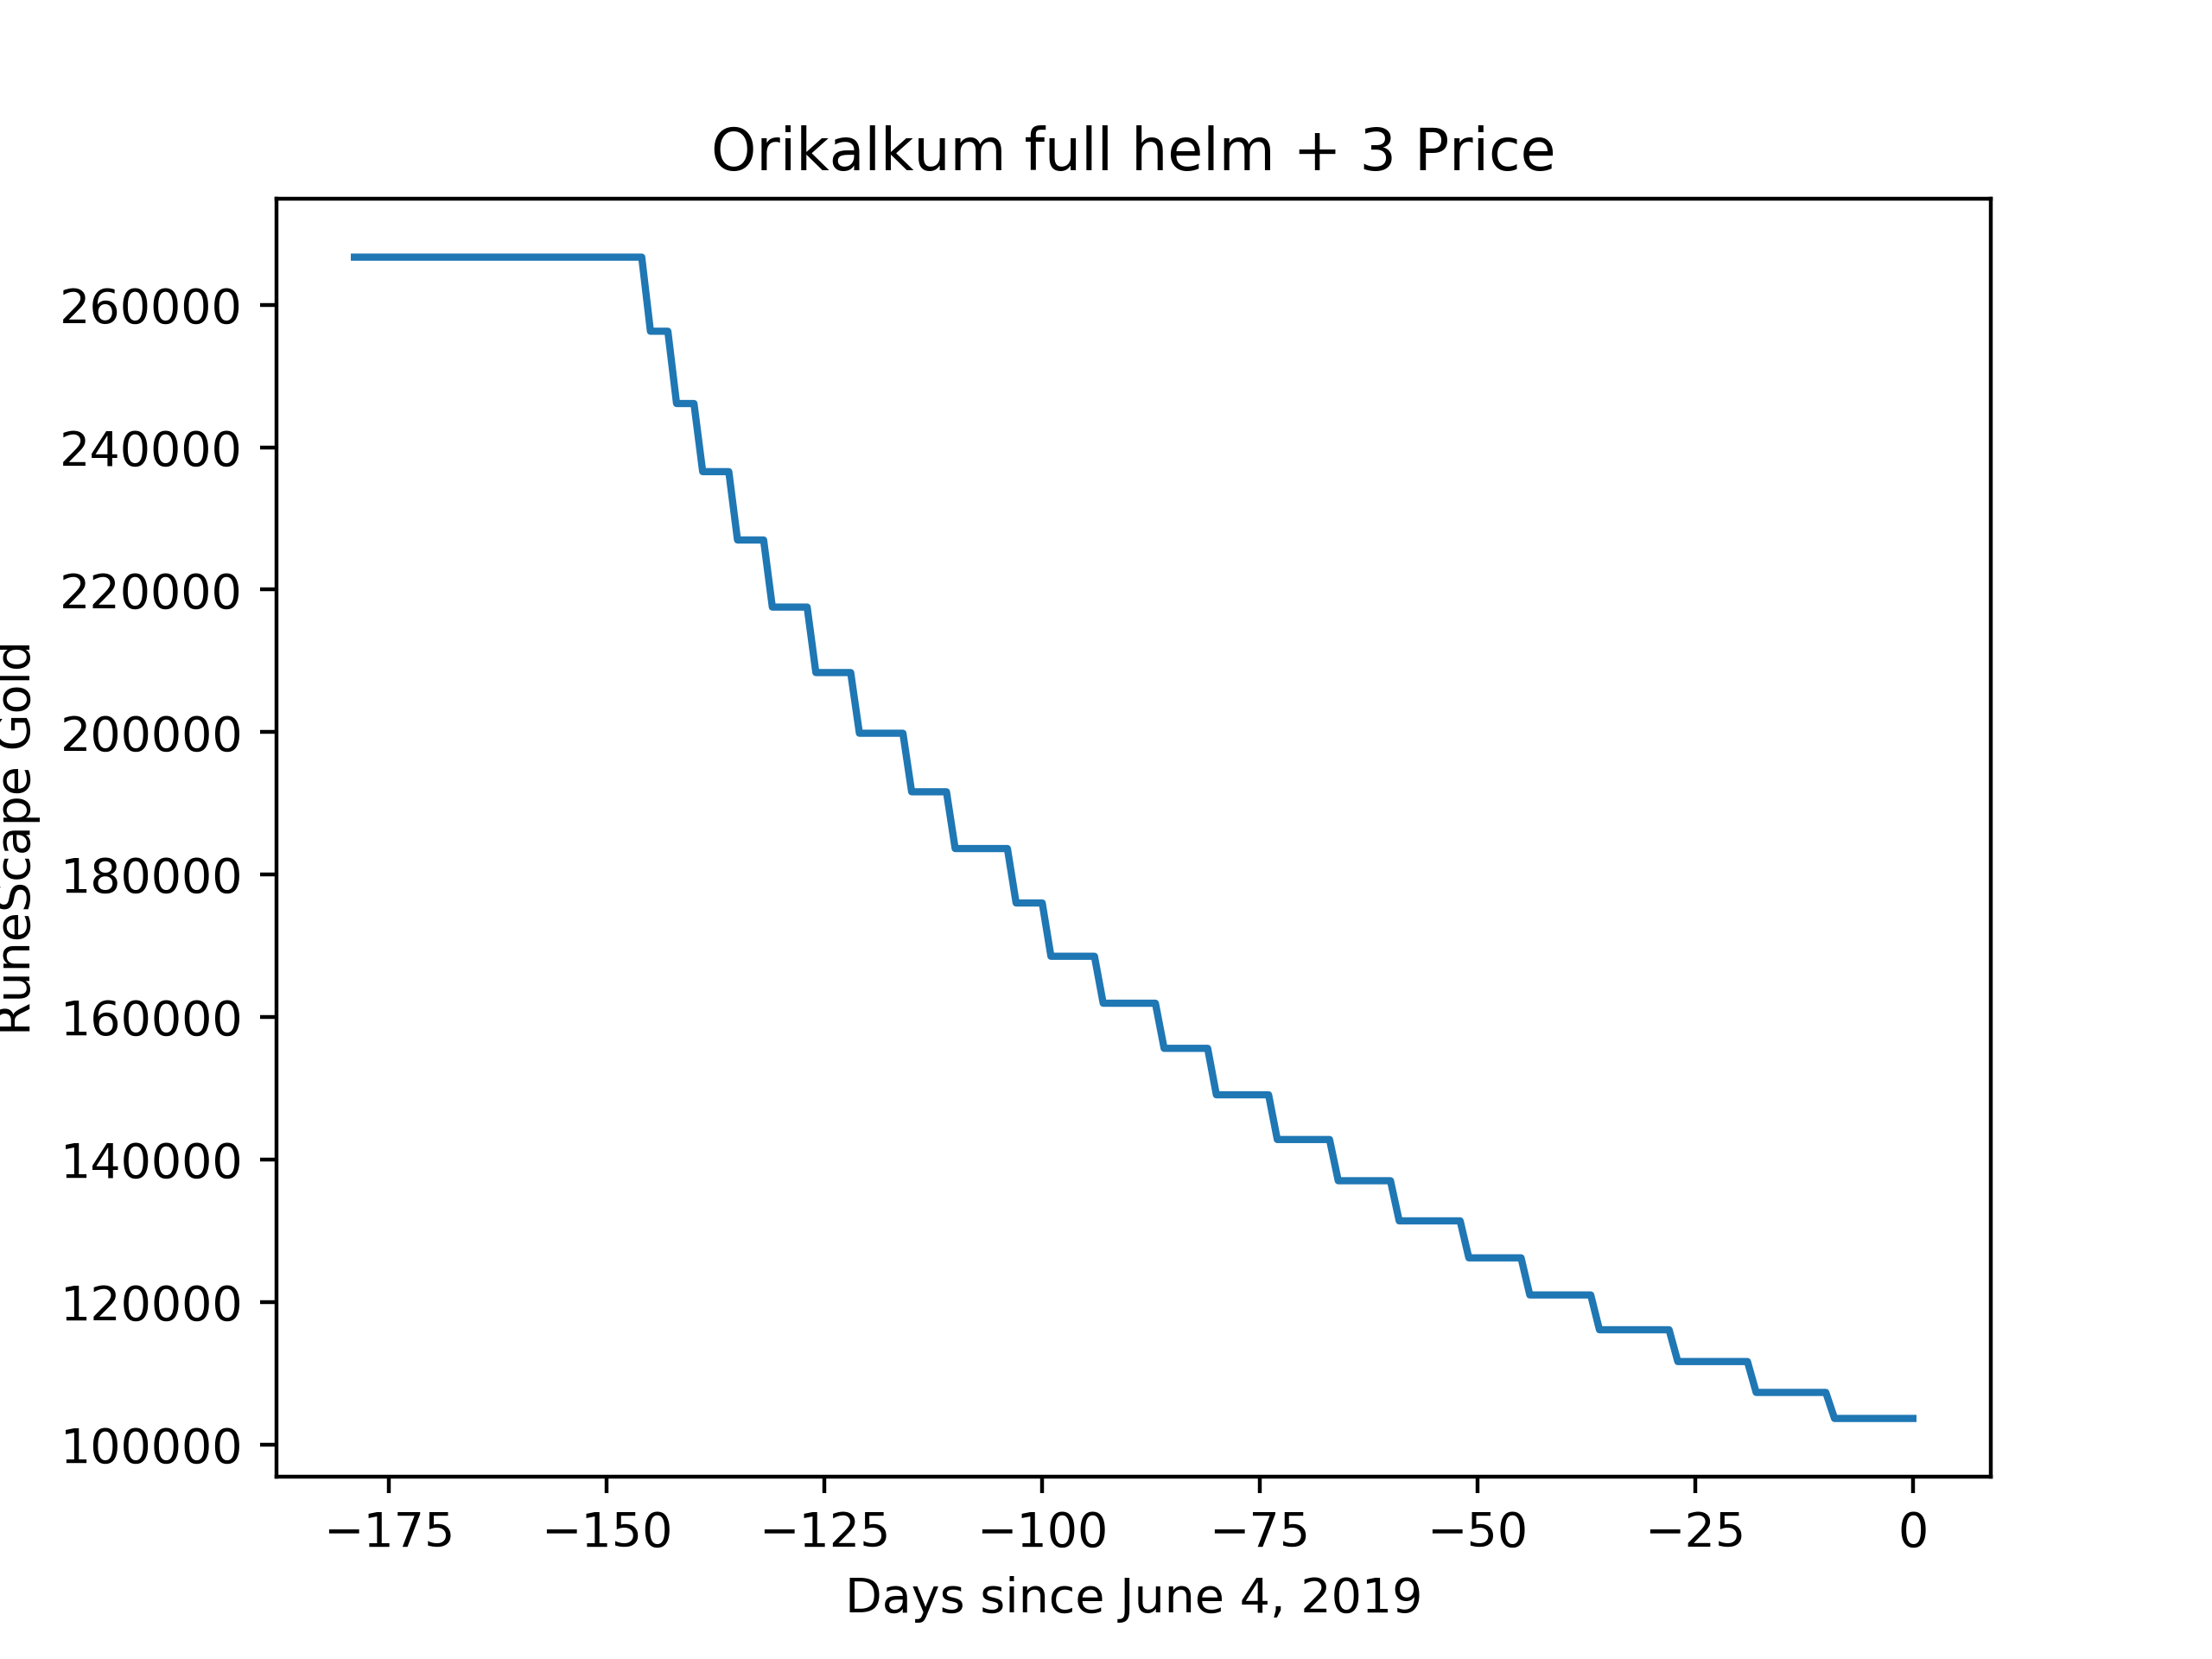 Orikalkum full helm + 3 Price
260000
240000
220000
200000
180000
160000
140000
120000
100000
Runescape Gold
−175 −150 −125 −100 −75 −50 −25 0
Days since June 4, 2019